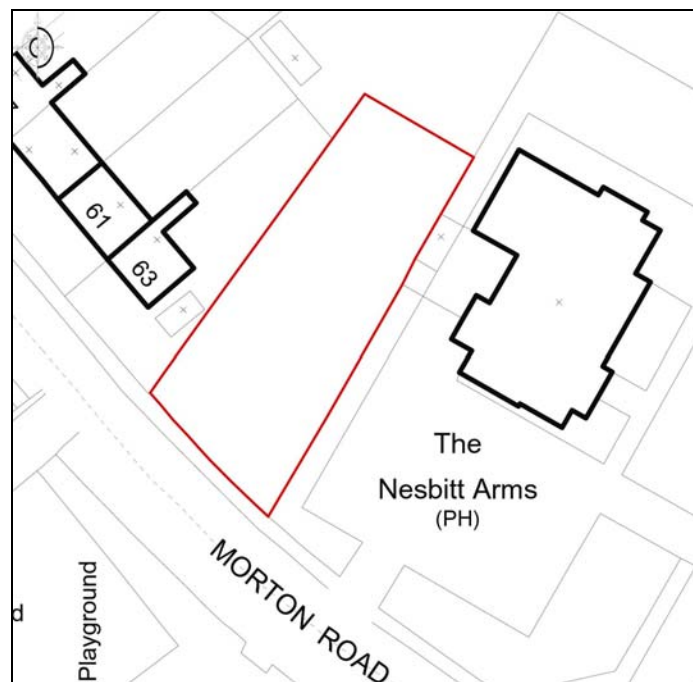 61
63
The
Nesbitt Arms
(PH)
MORTON ROAD
Playground
d